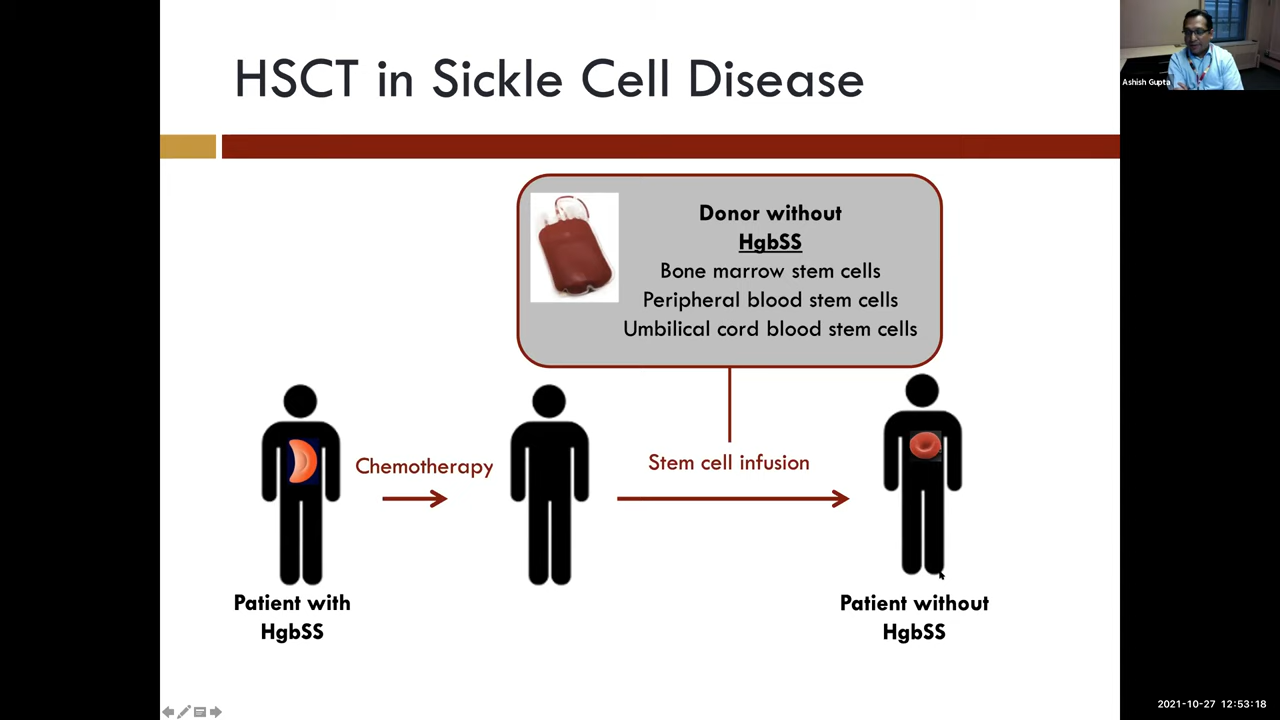 HSCT in Sickle Cell Disease
Ashish Gupta
Donor without
HgbSS
Bone marrow stem cells
Peripheral blood stem cells
Umbilical cord blood stem cells
Chemotherapy
Stem cell infusion
Patient with
HgbSS
Patient without
HgbSS
2021-10-27 12:53:18